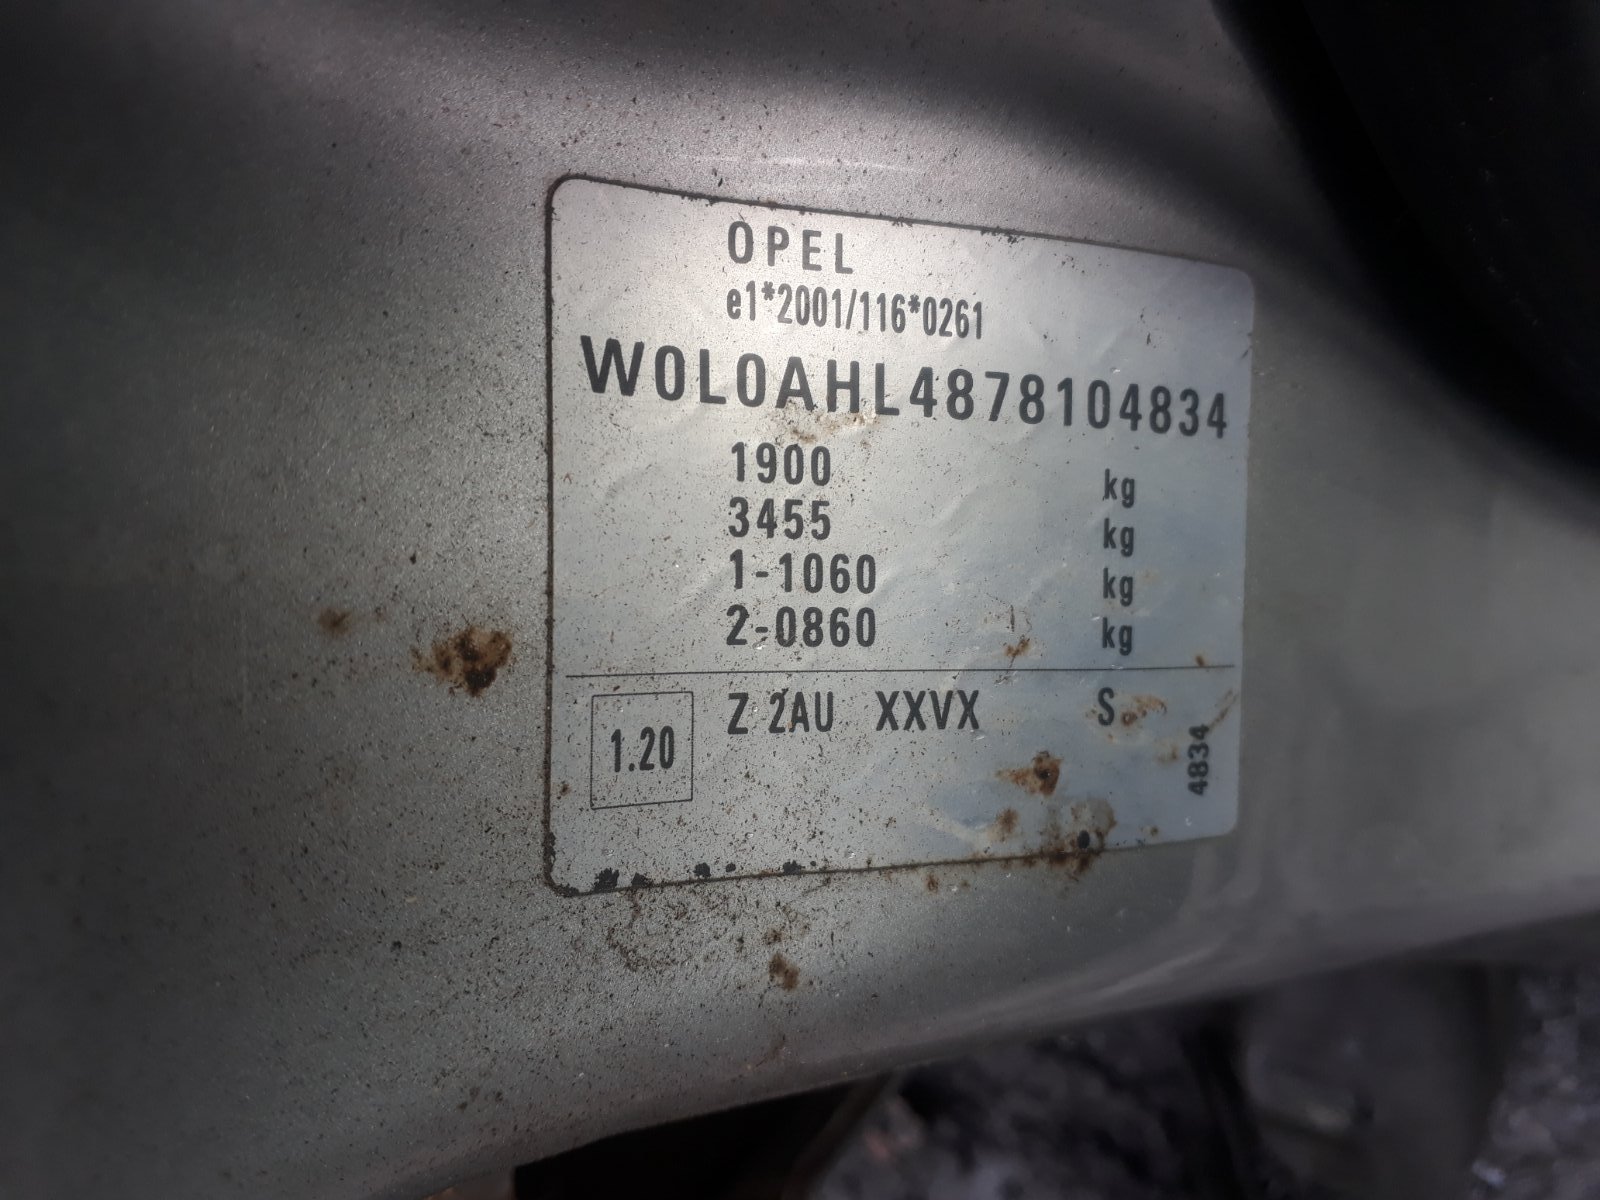 OPEL
e1*2001/116*0261
W0L0AHL4878104834
1900 kg
3455 kg
1-1060 kg
2-0860 kg
1.20 Z 2AU XXVX S
4834